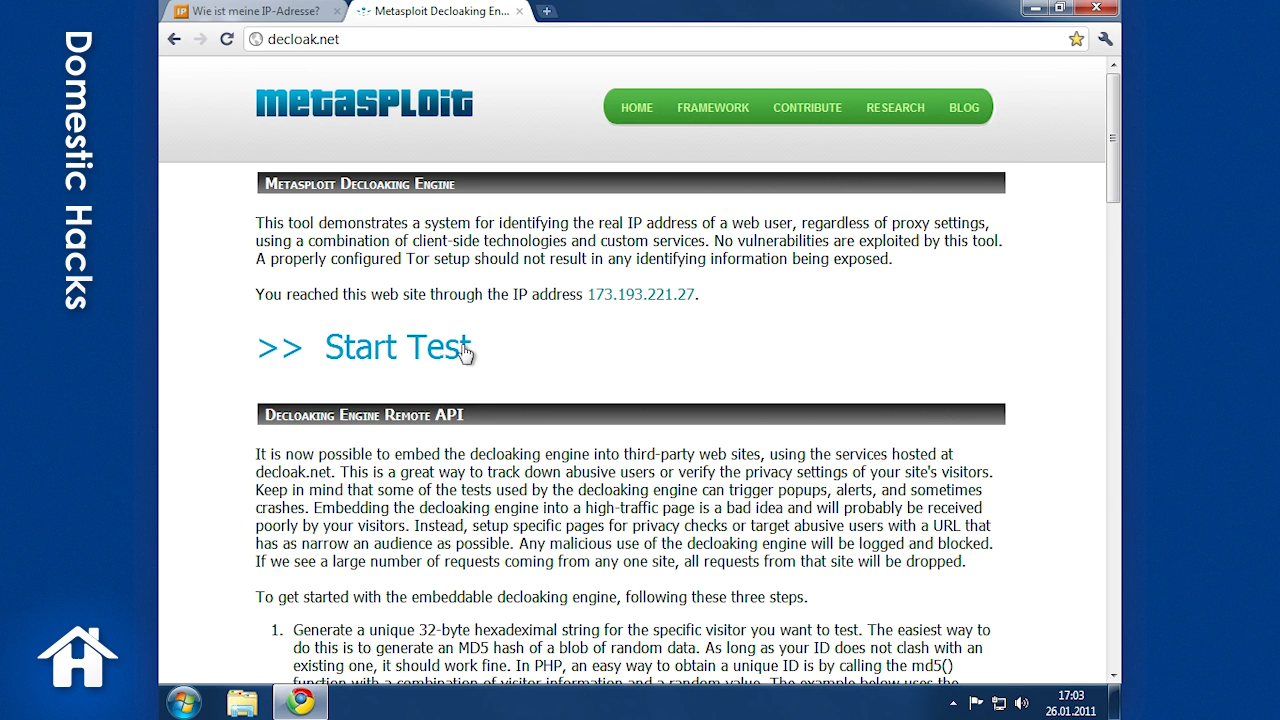 Domestic Hacks
Wie ist meine IP-Adresse?
Metasploit Decloaking En...
decloak.net
metasploit
HOME FRAMEWORK CONTRIBUTE RESEARCH BLOG
Metasploit Decloaking Engine
This tool demonstrates a system for identifying the real IP address of a web user, regardless of proxy settings,
using a combination of client-side technologies and custom services. No vulnerabilities are exploited by this tool.
A properly configured Tor setup should not result in any identifying information being exposed.
You reached this web site through the IP address 173.193.221.27.
>> Start Test
Decloaking Engine Remote API
It is now possible to embed the decloaking engine into third-party web sites, using the services hosted at
decloak.net. This is a great way to track down abusive users or verify the privacy settings of your site's visitors.
Keep in mind that some of the tests used by the decloaking engine can trigger popups, alerts, and sometimes
crashes. Embedding the decloaking engine into a high-traffic page is a bad idea and will probably be received
poorly by your visitors. Instead, setup specific pages for privacy checks or target abusive users with a URL that
has as narrow an audience as possible. Any malicious use of the decloaking engine will be logged and blocked.
If we see a large number of requests coming from any one site, all requests from that site will be dropped.
To get started with the embeddable decloaking engine, following these three steps.
1. Generate a unique 32-byte hexadeximal string for the specific visitor you want to test. The easiest way to
do this is to generate an MD5 hash of a blob of random data. As long as your ID does not clash with an
existing one, it should work fine. In PHP, an easy way to obtain a unique ID is by calling the md5()
function with a combination of visitor information and a random value. The example below uses the
17:03
26.01.2011